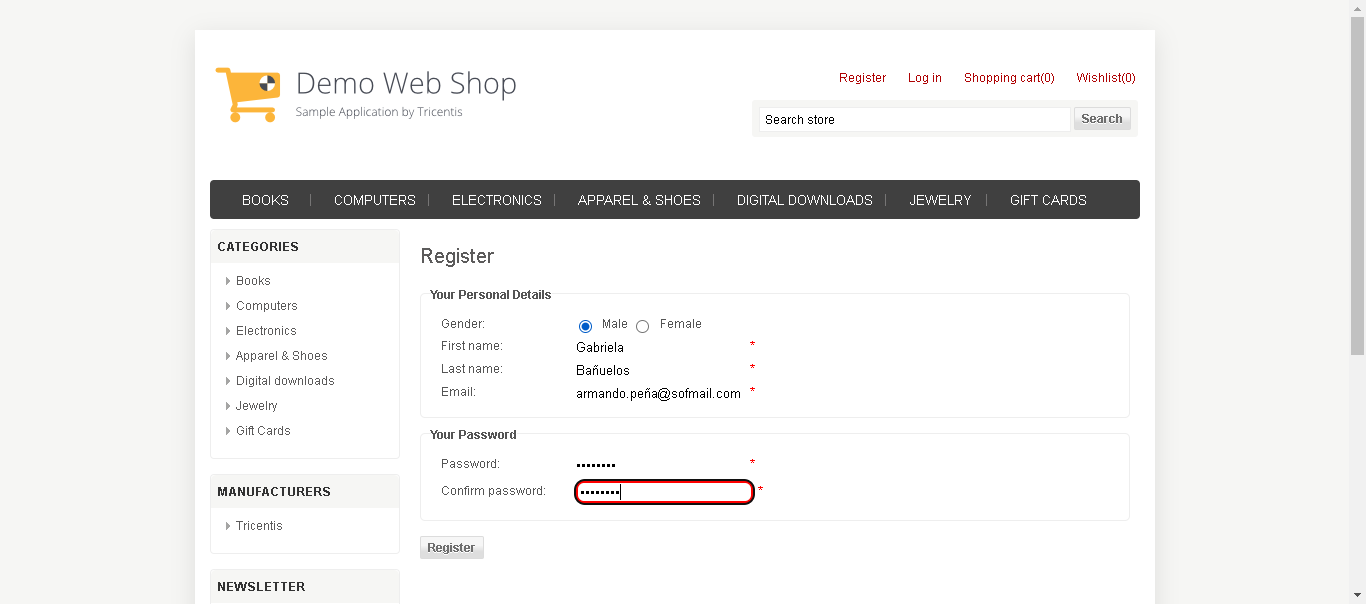 Demo Web Shop
Sample Application by Tricentis
Register Log in Shopping cart(0) Wishlist(0)
Search store Search
BOOKS COMPUTERS ELECTRONICS APPAREL & SHOES DIGITAL DOWNLOADS JEWELRY GIFT CARDS
CATEGORIES
Books
Computers
Electronics
Apparel & Shoes
Digital downloads
Jewelry
Gift Cards
MANUFACTURERS
Tricentis
NEWSLETTER
Register
Your Personal Details
Gender: Male Female
First name: Gabriela *
Last name: Bañuelos *
Email: armando.peña@sofmail.com *
Your Password
Password: •••••••• *
Confirm password: •••••••• *
Register